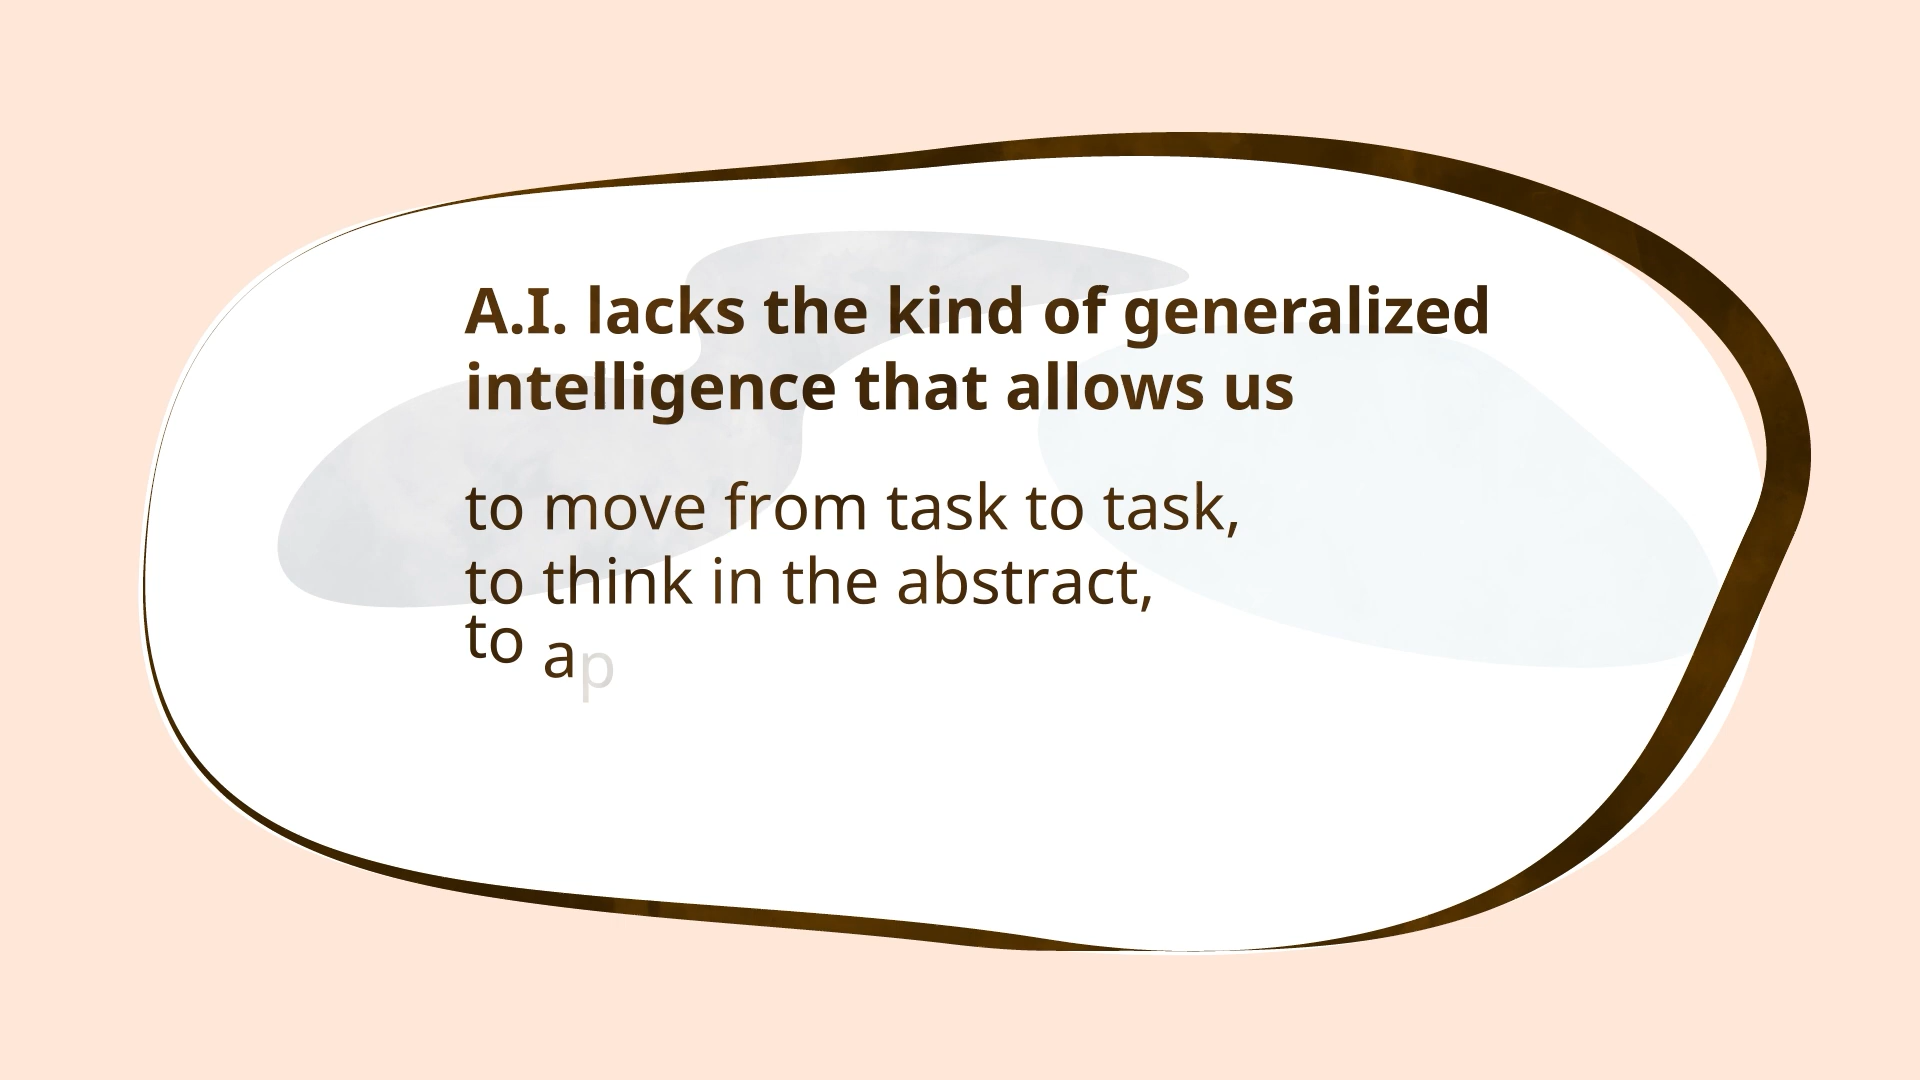 A.I. lacks the kind of generalized
intelligence that allows us
to move from task to task,
to think in the abstract,
to ap